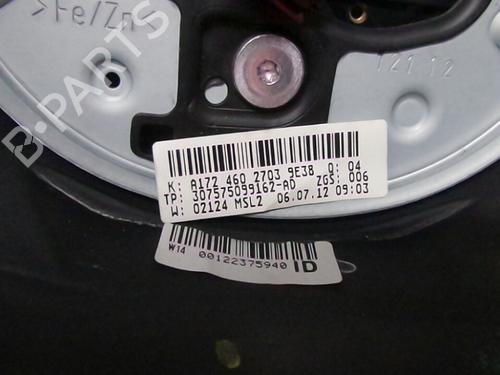 >Fe/Zn
B-PARTS
12112
K: A172 460 2703 9E38 Q: 04
TP: 307575099162-AD ZGS: 006
W: 02124 MSL2 06.07.12 09:03
W14 00122375940 ID